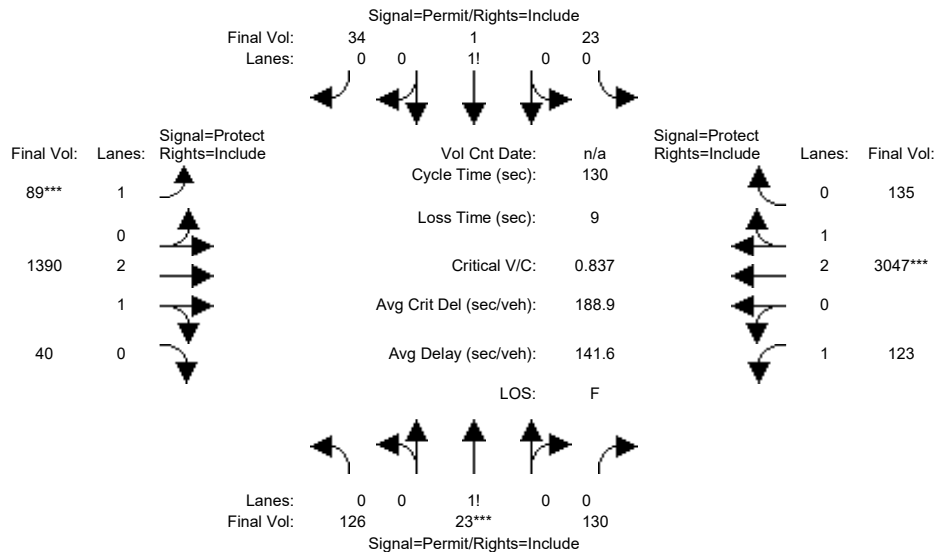 Signal=Permit/Rights=Include
Final Vol: 34 1 23
Lanes: 0 0 1! 0 0
Signal=Protect
Final Vol: Lanes: Rights=Include
Vol Cnt Date: n/a
Signal=Protect
Rights=Include Lanes: Final Vol:
Cycle Time (sec): 130
89*** 1
0 135
Loss Time (sec): 9
0
1
1390 2
Critical V/C: 0.837
2 3047***
1
Avg Crit Del (sec/veh): 188.9
0
40 0
Avg Delay (sec/veh): 141.6
1 123
LOS: F
Lanes: 0 0 1! 0 0
Final Vol: 126 23*** 130
Signal=Permit/Rights=Include